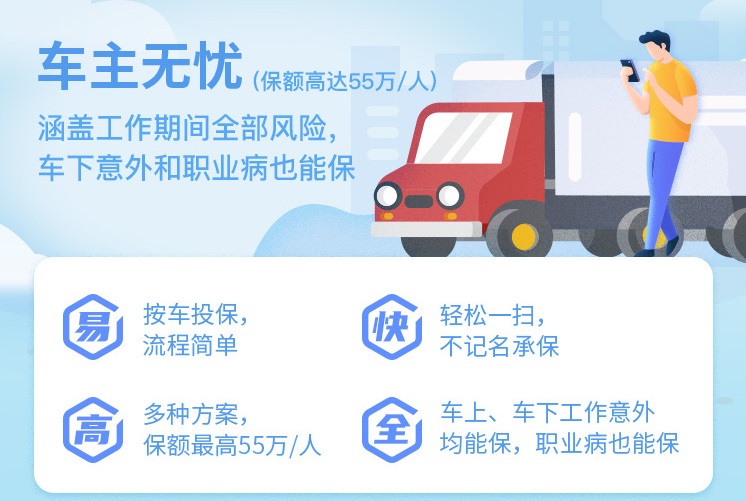 车主无忧 (保额高达55万/人)
涵盖工作期间全部风险,
车下意外和职业病也能保
易
按车投保,
流程简单
快
轻松一扫,
不记名承保
高
多种方案,
保额最高55万/人
全
车上、车下工作意外
均能保，职业病也能保